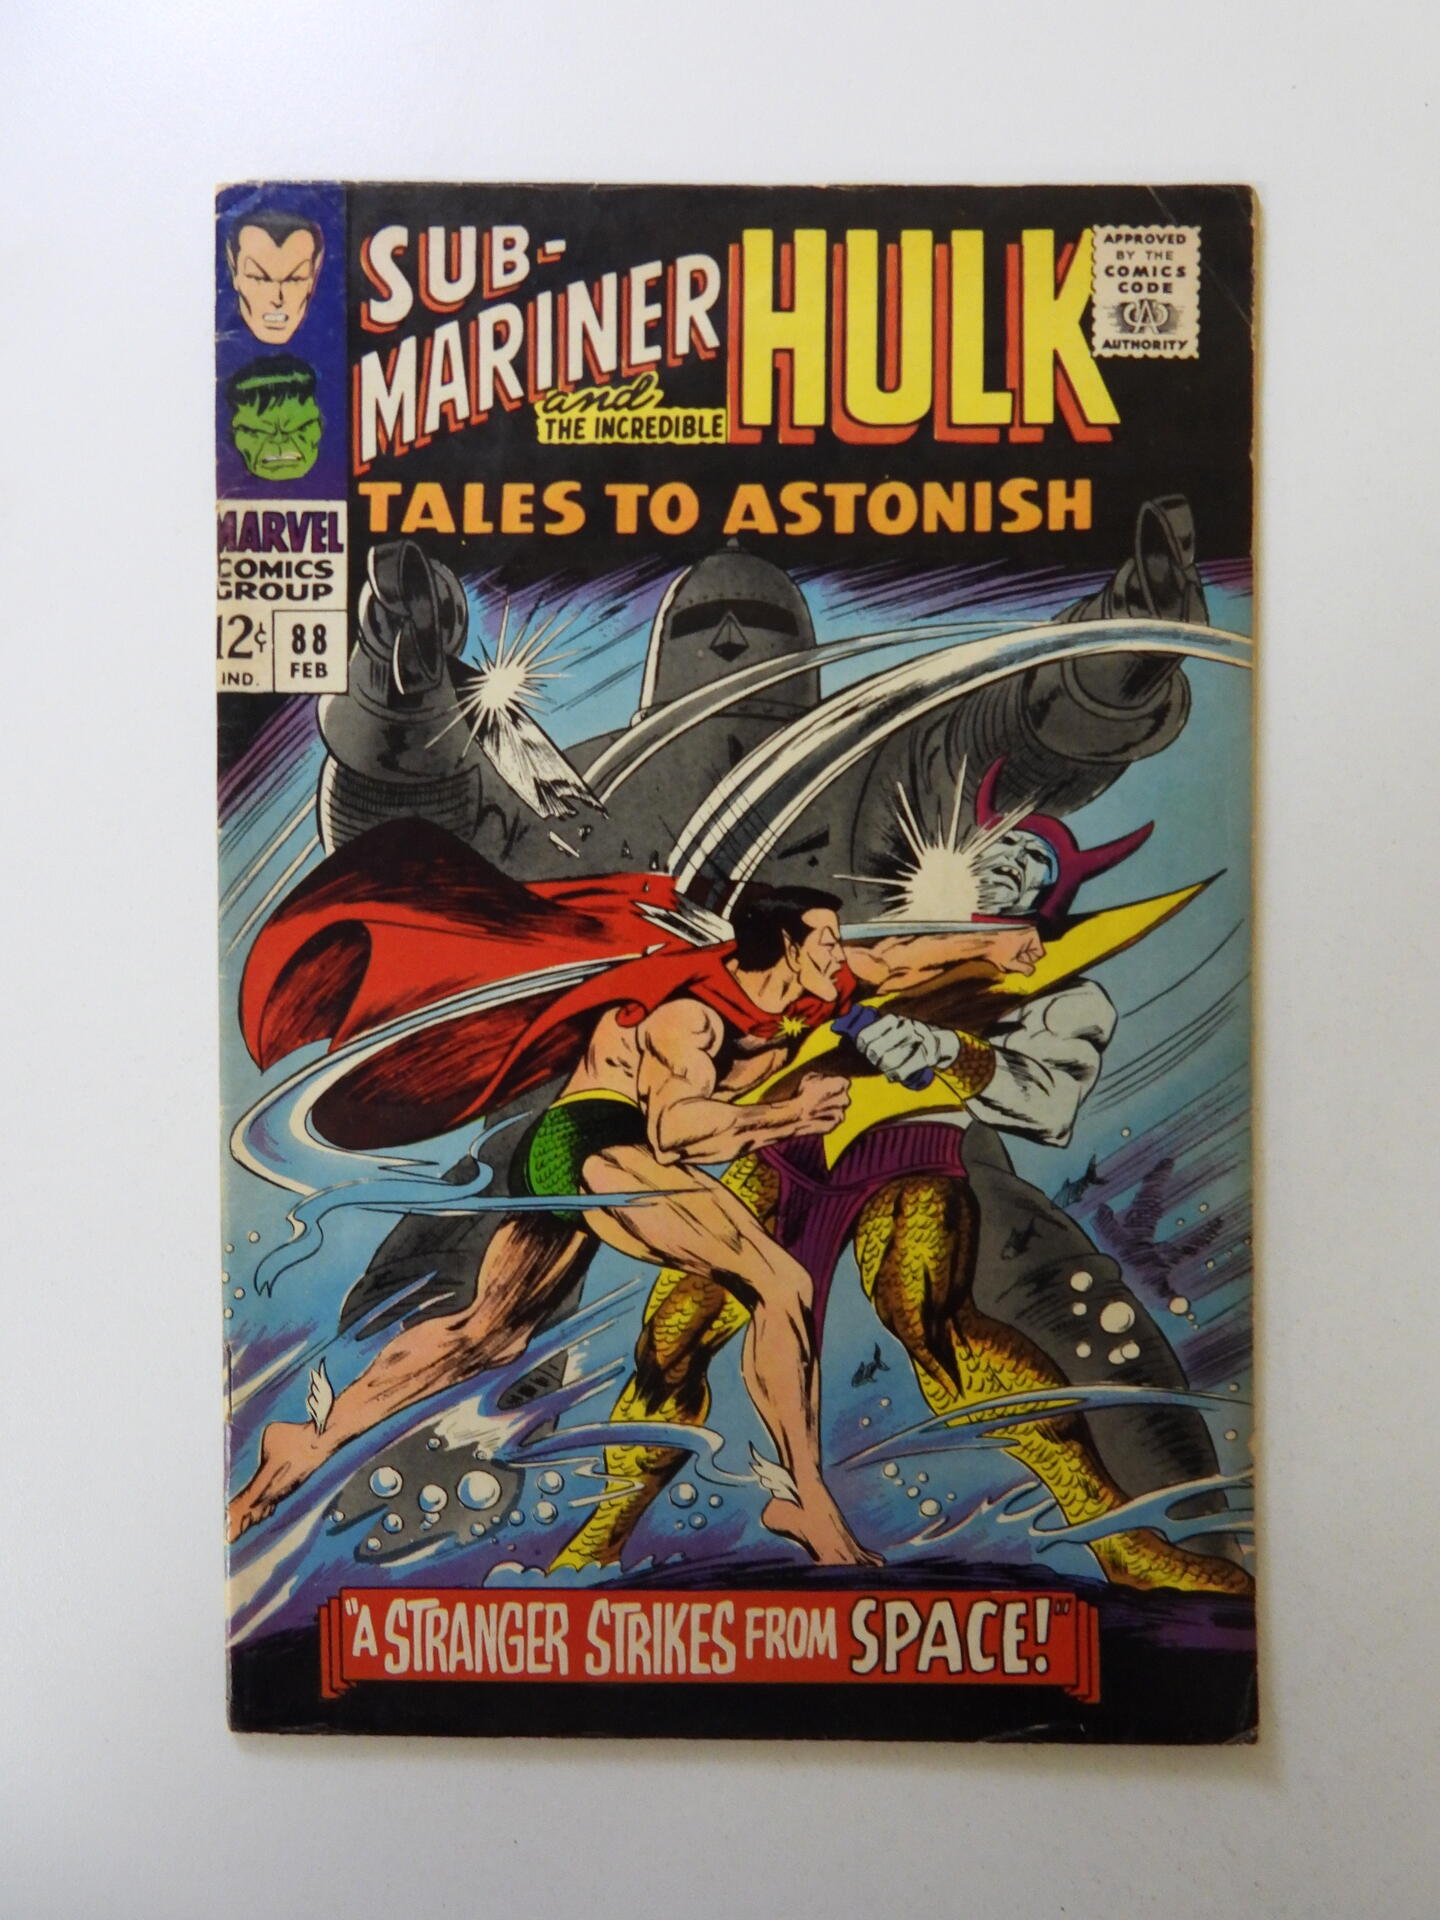 SUB-
MARINER
and
THE INCREDIBLE
HULK
APPROVED
BY THE
COMICS
CODE
CA
AUTHORITY
TALES TO ASTONISH
MARVEL
COMICS
GROUP
12¢
IND.
88
FEB
"A STRANGER STRIKES FROM SPACE!"